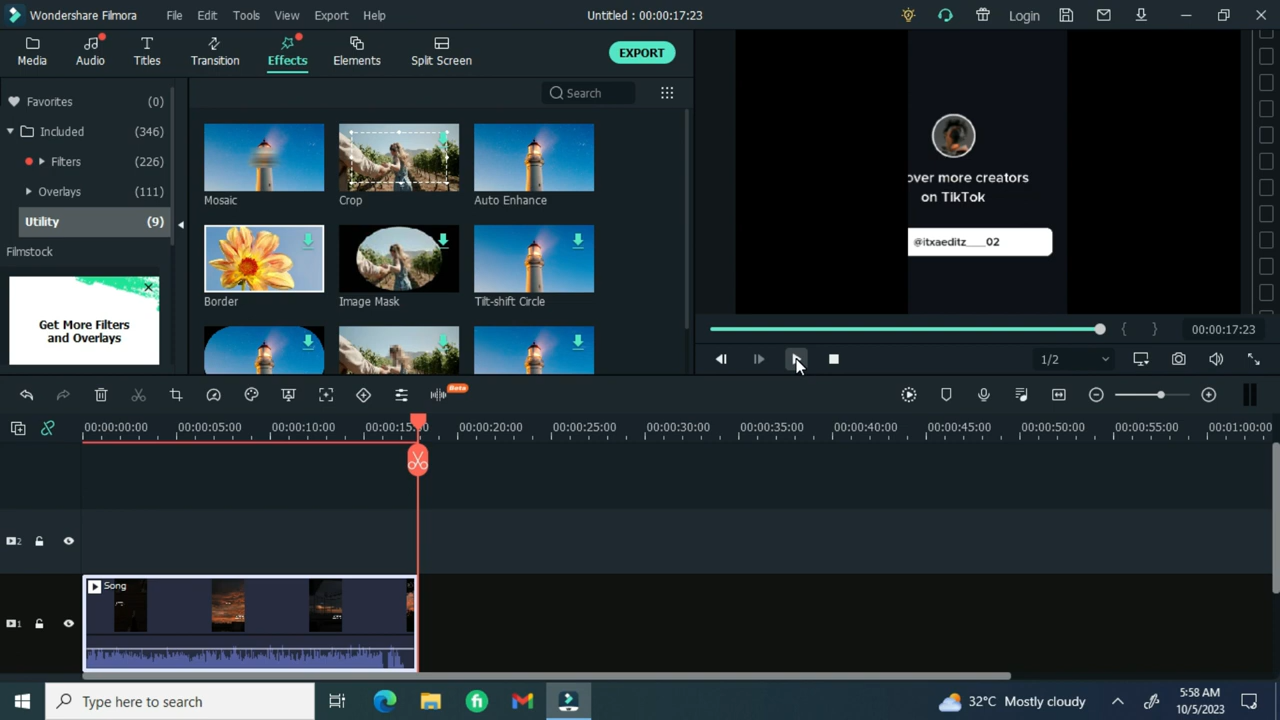 Wondershare Filmora
File
Edit
Tools
View
Export
Help
Untitled : 00:00:17:23
Login
Media
Audio
Titles
Transition
Effects
Elements
Split Screen
EXPORT
Search
Favorites (0)
Included (346)
Filters (226)
Overlays (111)
Utility (9)
Filmstock
Get More Filters
and Overlays
Mosaic
Crop
Auto Enhance
Border
Image Mask
Tilt-shift Circle
over more creators
on TikTok
@itxaeditz___02
00:00:17:23
1/2
Beta
00:00:00:00
00:00:05:00
00:00:10:00
00:00:15:00
00:00:20:00
00:00:25:00
00:00:30:00
00:00:35:00
00:00:40:00
00:00:45:00
00:00:50:00
00:00:55:00
00:01:00:00
2
Song
1
Type here to search
32°C Mostly cloudy
5:58 AM
10/5/2023